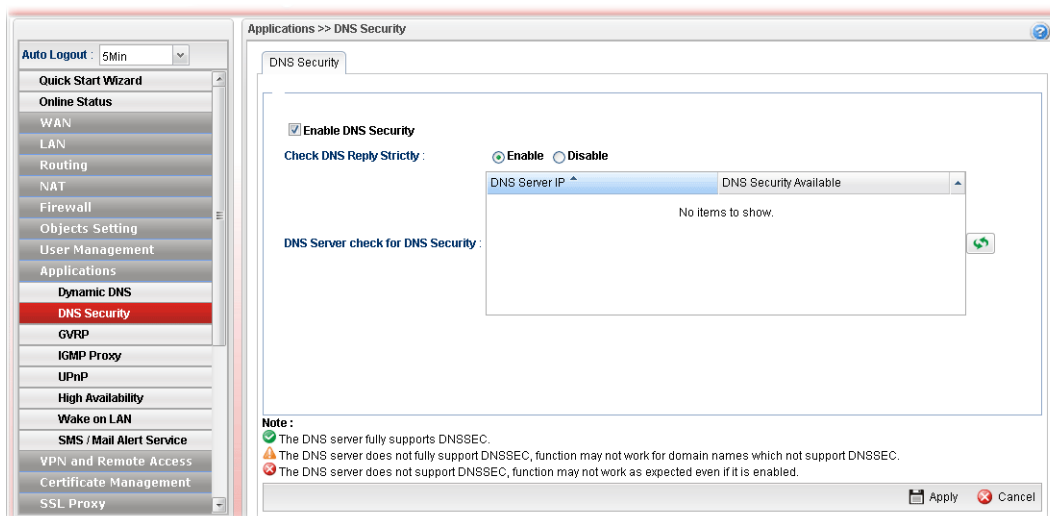 Applications >> DNS Security
Auto Logout : 5Min
Quick Start Wizard
Online Status
WAN
LAN
Routing
NAT
Firewall
Objects Setting
User Management
Applications
Dynamic DNS
DNS Security
GVRP
IGMP Proxy
UPnP
High Availability
Wake on LAN
SMS / Mail Alert Service
VPN and Remote Access
Certificate Management
SSL Proxy
DNS Security
Enable DNS Security
Check DNS Reply Strictly : Enable Disable
DNS Server IP DNS Security Available
No items to show.
DNS Server check for DNS Security :
Note :
The DNS server fully supports DNSSEC.
The DNS server does not fully support DNSSEC, function may not work for domain names which not support DNSSEC.
The DNS server does not support DNSSEC, function may not work as expected even if it is enabled.
Apply Cancel